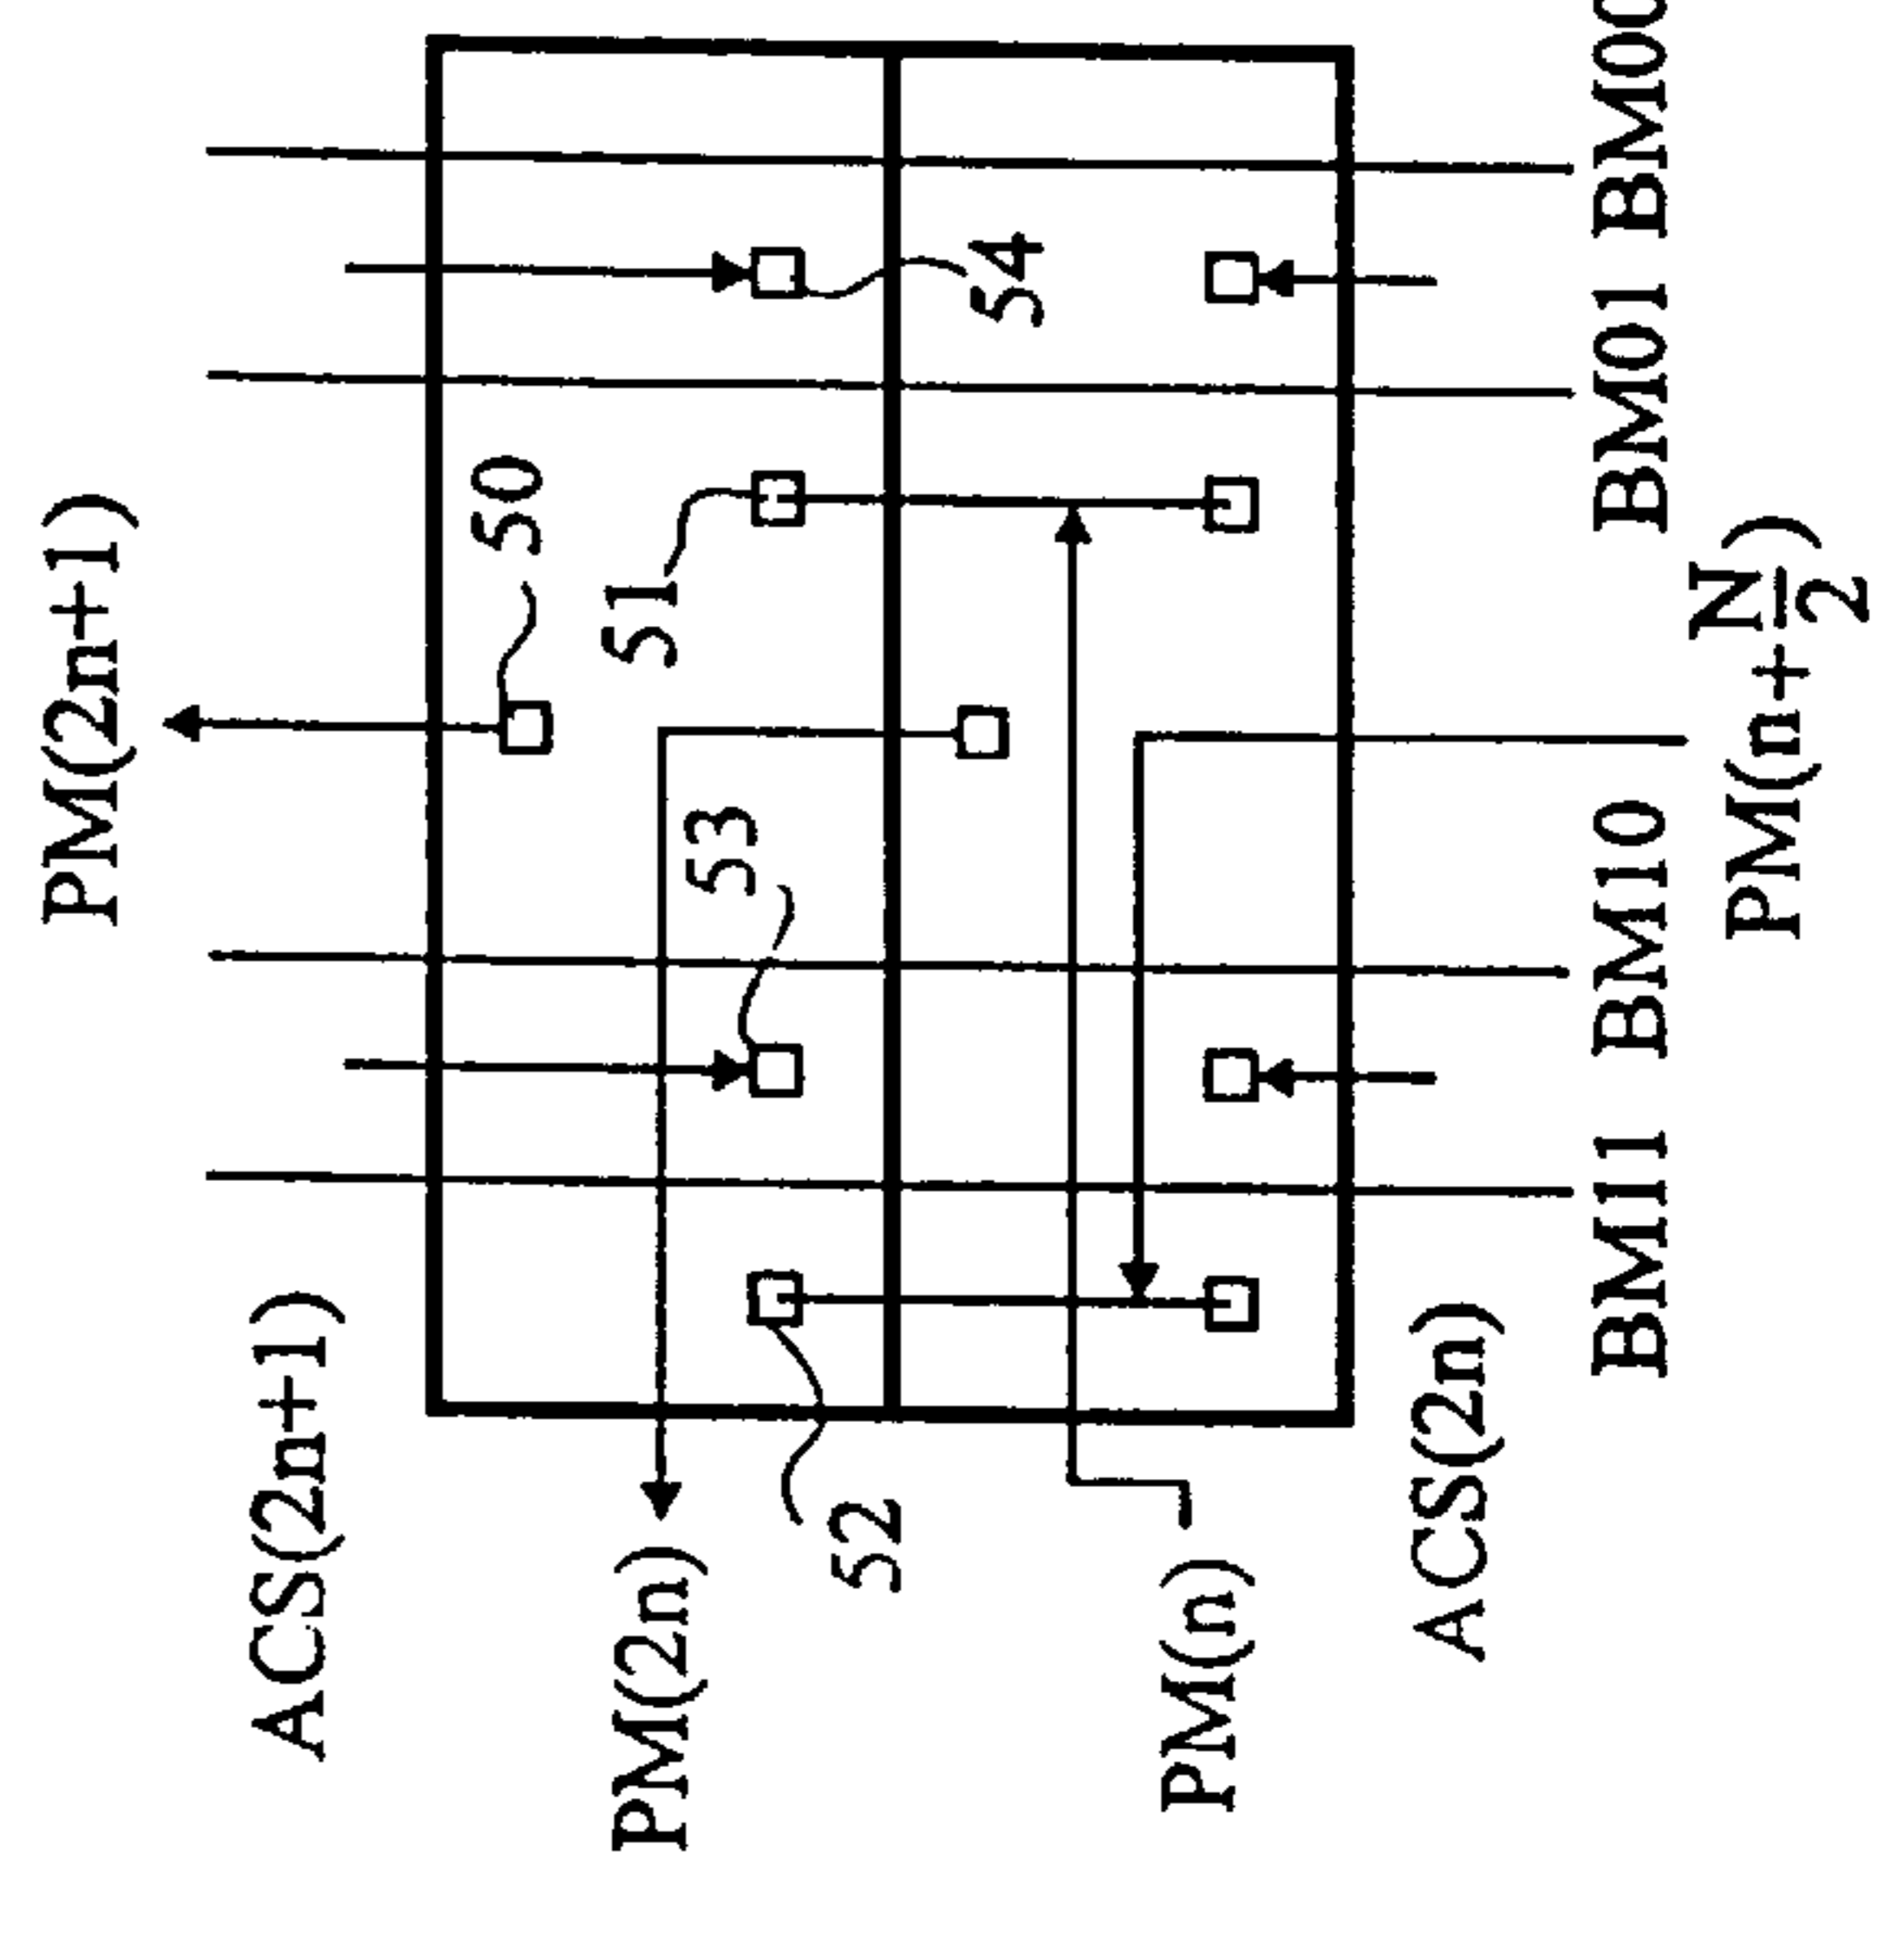 PM(2n+1)
ACS(2n+1)
50
51
PM(2n)
53
52
54
PM(n)
ACS(2n)
BM11
BM10
BM01
BM00
PM(n+N/2)